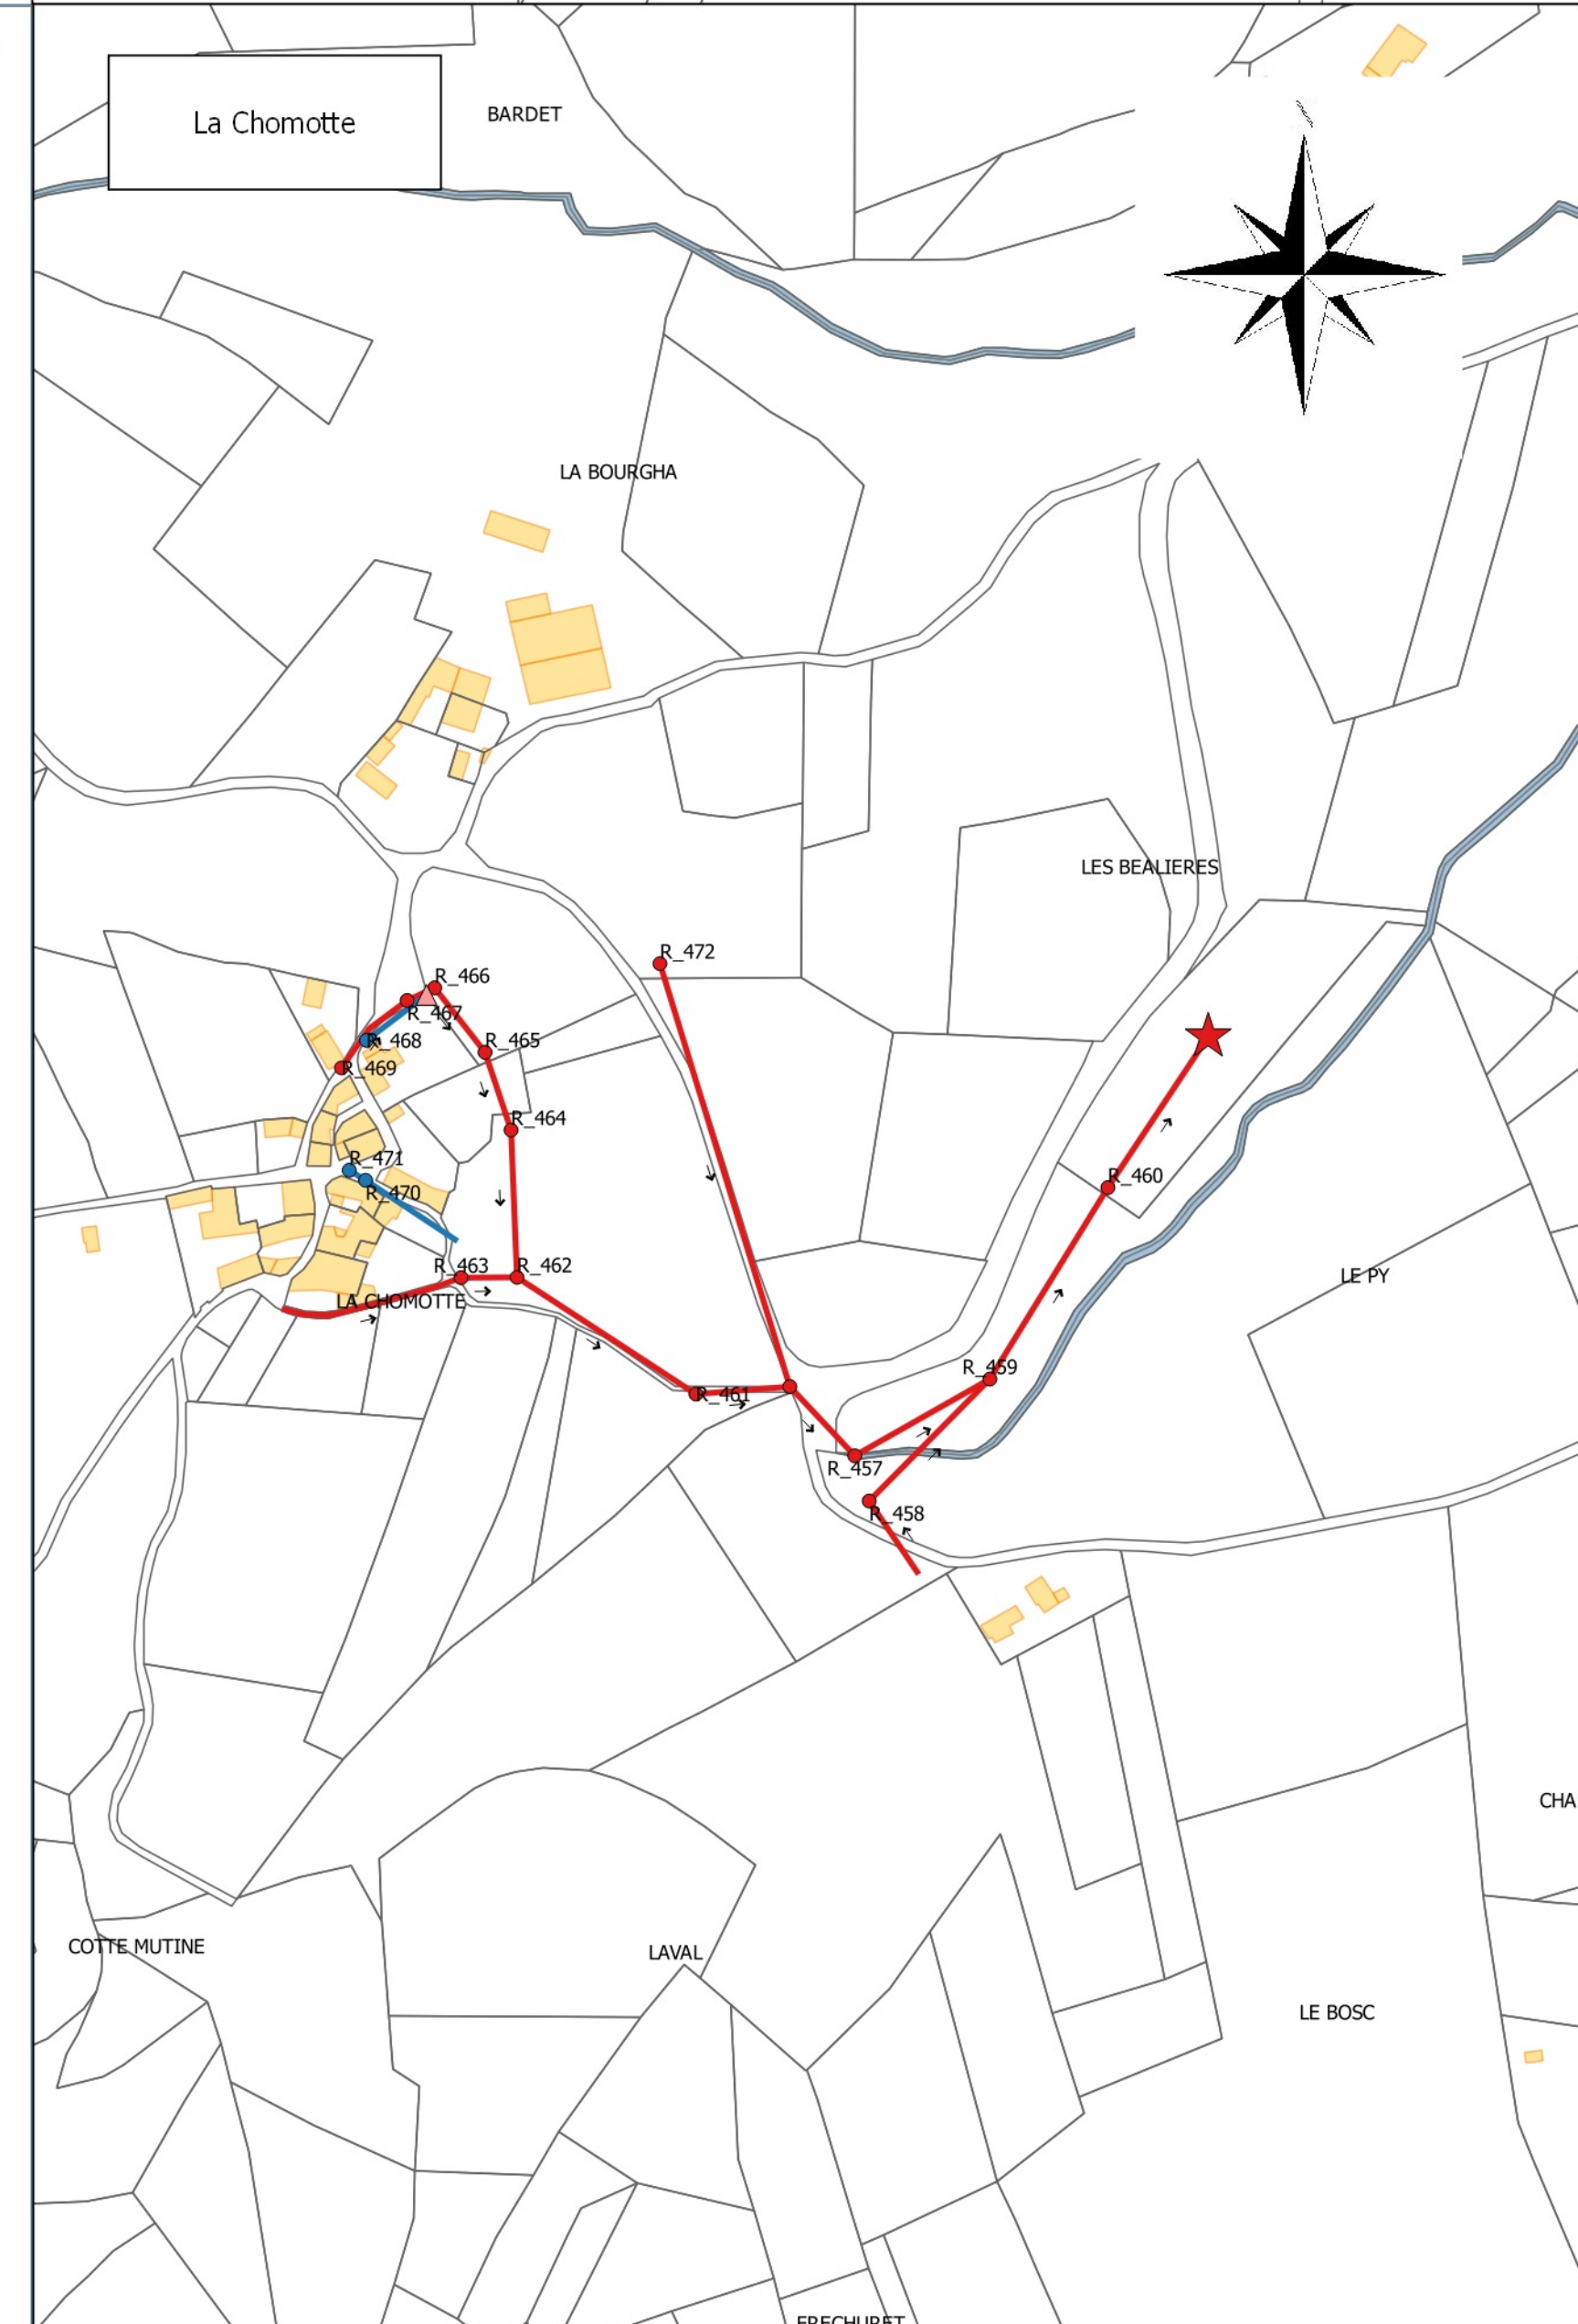 La Chomotte
BARDET
LA BOURGHA
LES BEALIERES
R_472
R_466
R_467
R_468
R_465
R_469
R_464
R_471
R_460
R_470
R_463
R_462
LE PY
LA CHOMOTTE
R_459
R_461
R_457
R_458
CHA
COTTE MUTINE
LAVAL
LE BOSC
FRECHURET